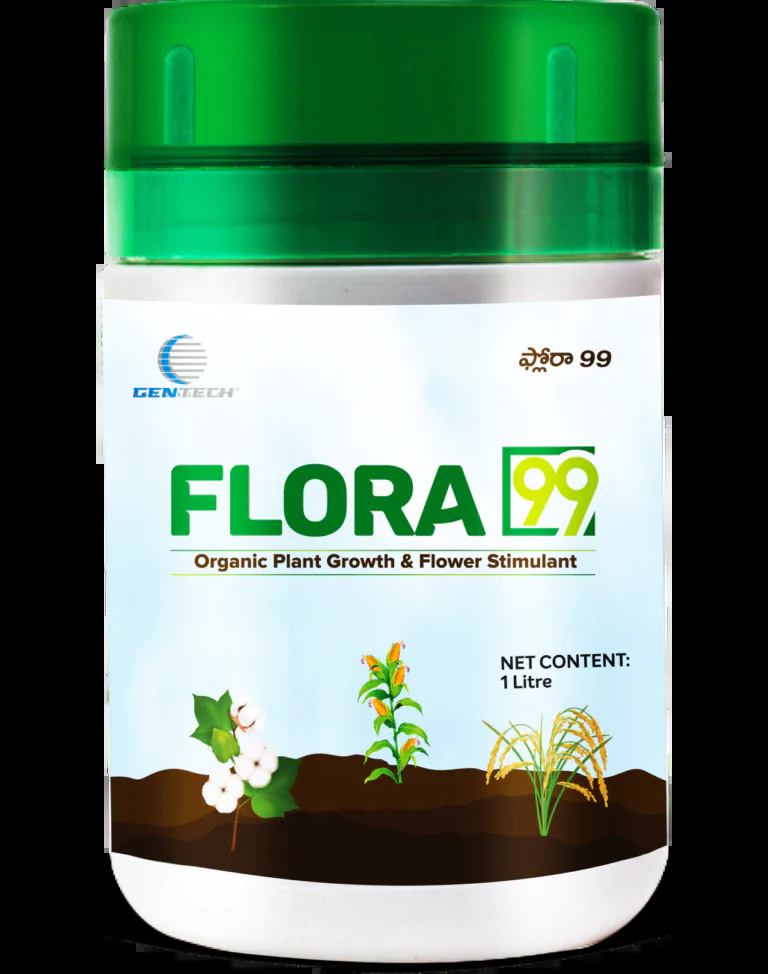 GENTECH
ఫ్లోరా 99
FLORA 99
Organic Plant Growth & Flower Stimulant
NET CONTENT:
1 Litre